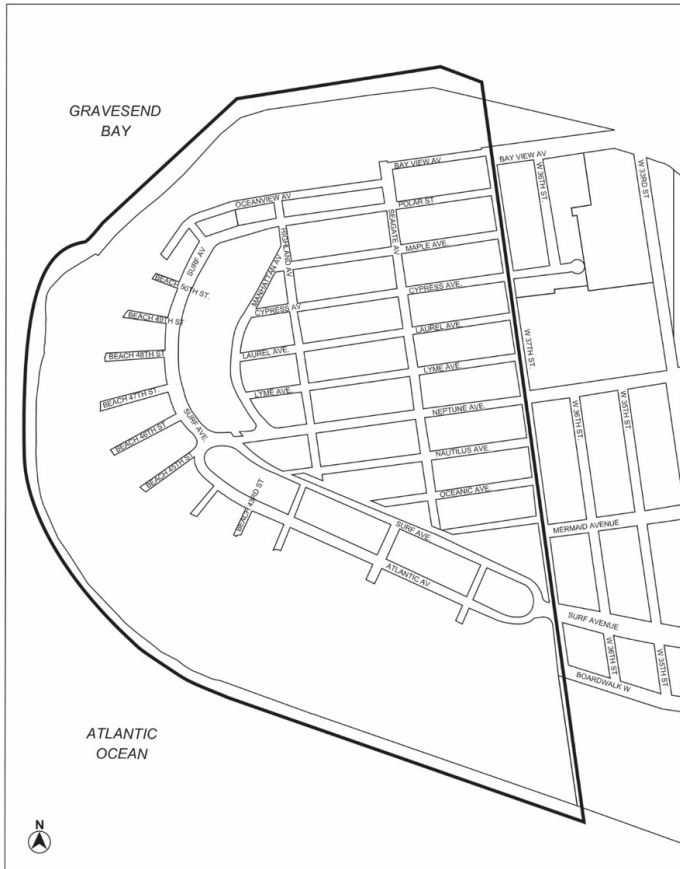 GRAVESEND
BAY
BAY VIEW AV
BAY VIEW AV
W 36TH ST.
W 33RD ST
OCEANVIEW AV
POLAR ST
SEAGATE AV
HIGHLAND AV
MAPLE AVE.
SURF AV
MANHATTAN AV
BEACH 50TH ST.
CYPRESS AVE.
CYPRESS AV
BEACH 49TH ST
LAUREL AVE.
W 37TH ST.
BEACH 48TH ST
LAUREL AVE.
LYME AVE.
LYME AVE.
BEACH 47TH ST.
NEPTUNE AVE.
W 36TH ST.
W 35TH ST.
SURF AVE.
BEACH 46TH ST
NAUTILUS AVE.
BEACH 45TH ST
OCEANIC AVE.
BEACH 43RD ST
SURF AVE.
MERMAID AVENUE
ATLANTIC AV
SURF AVENUE
W 36TH ST
W 35TH ST
BOARDWALK W
ATLANTIC
OCEAN
N